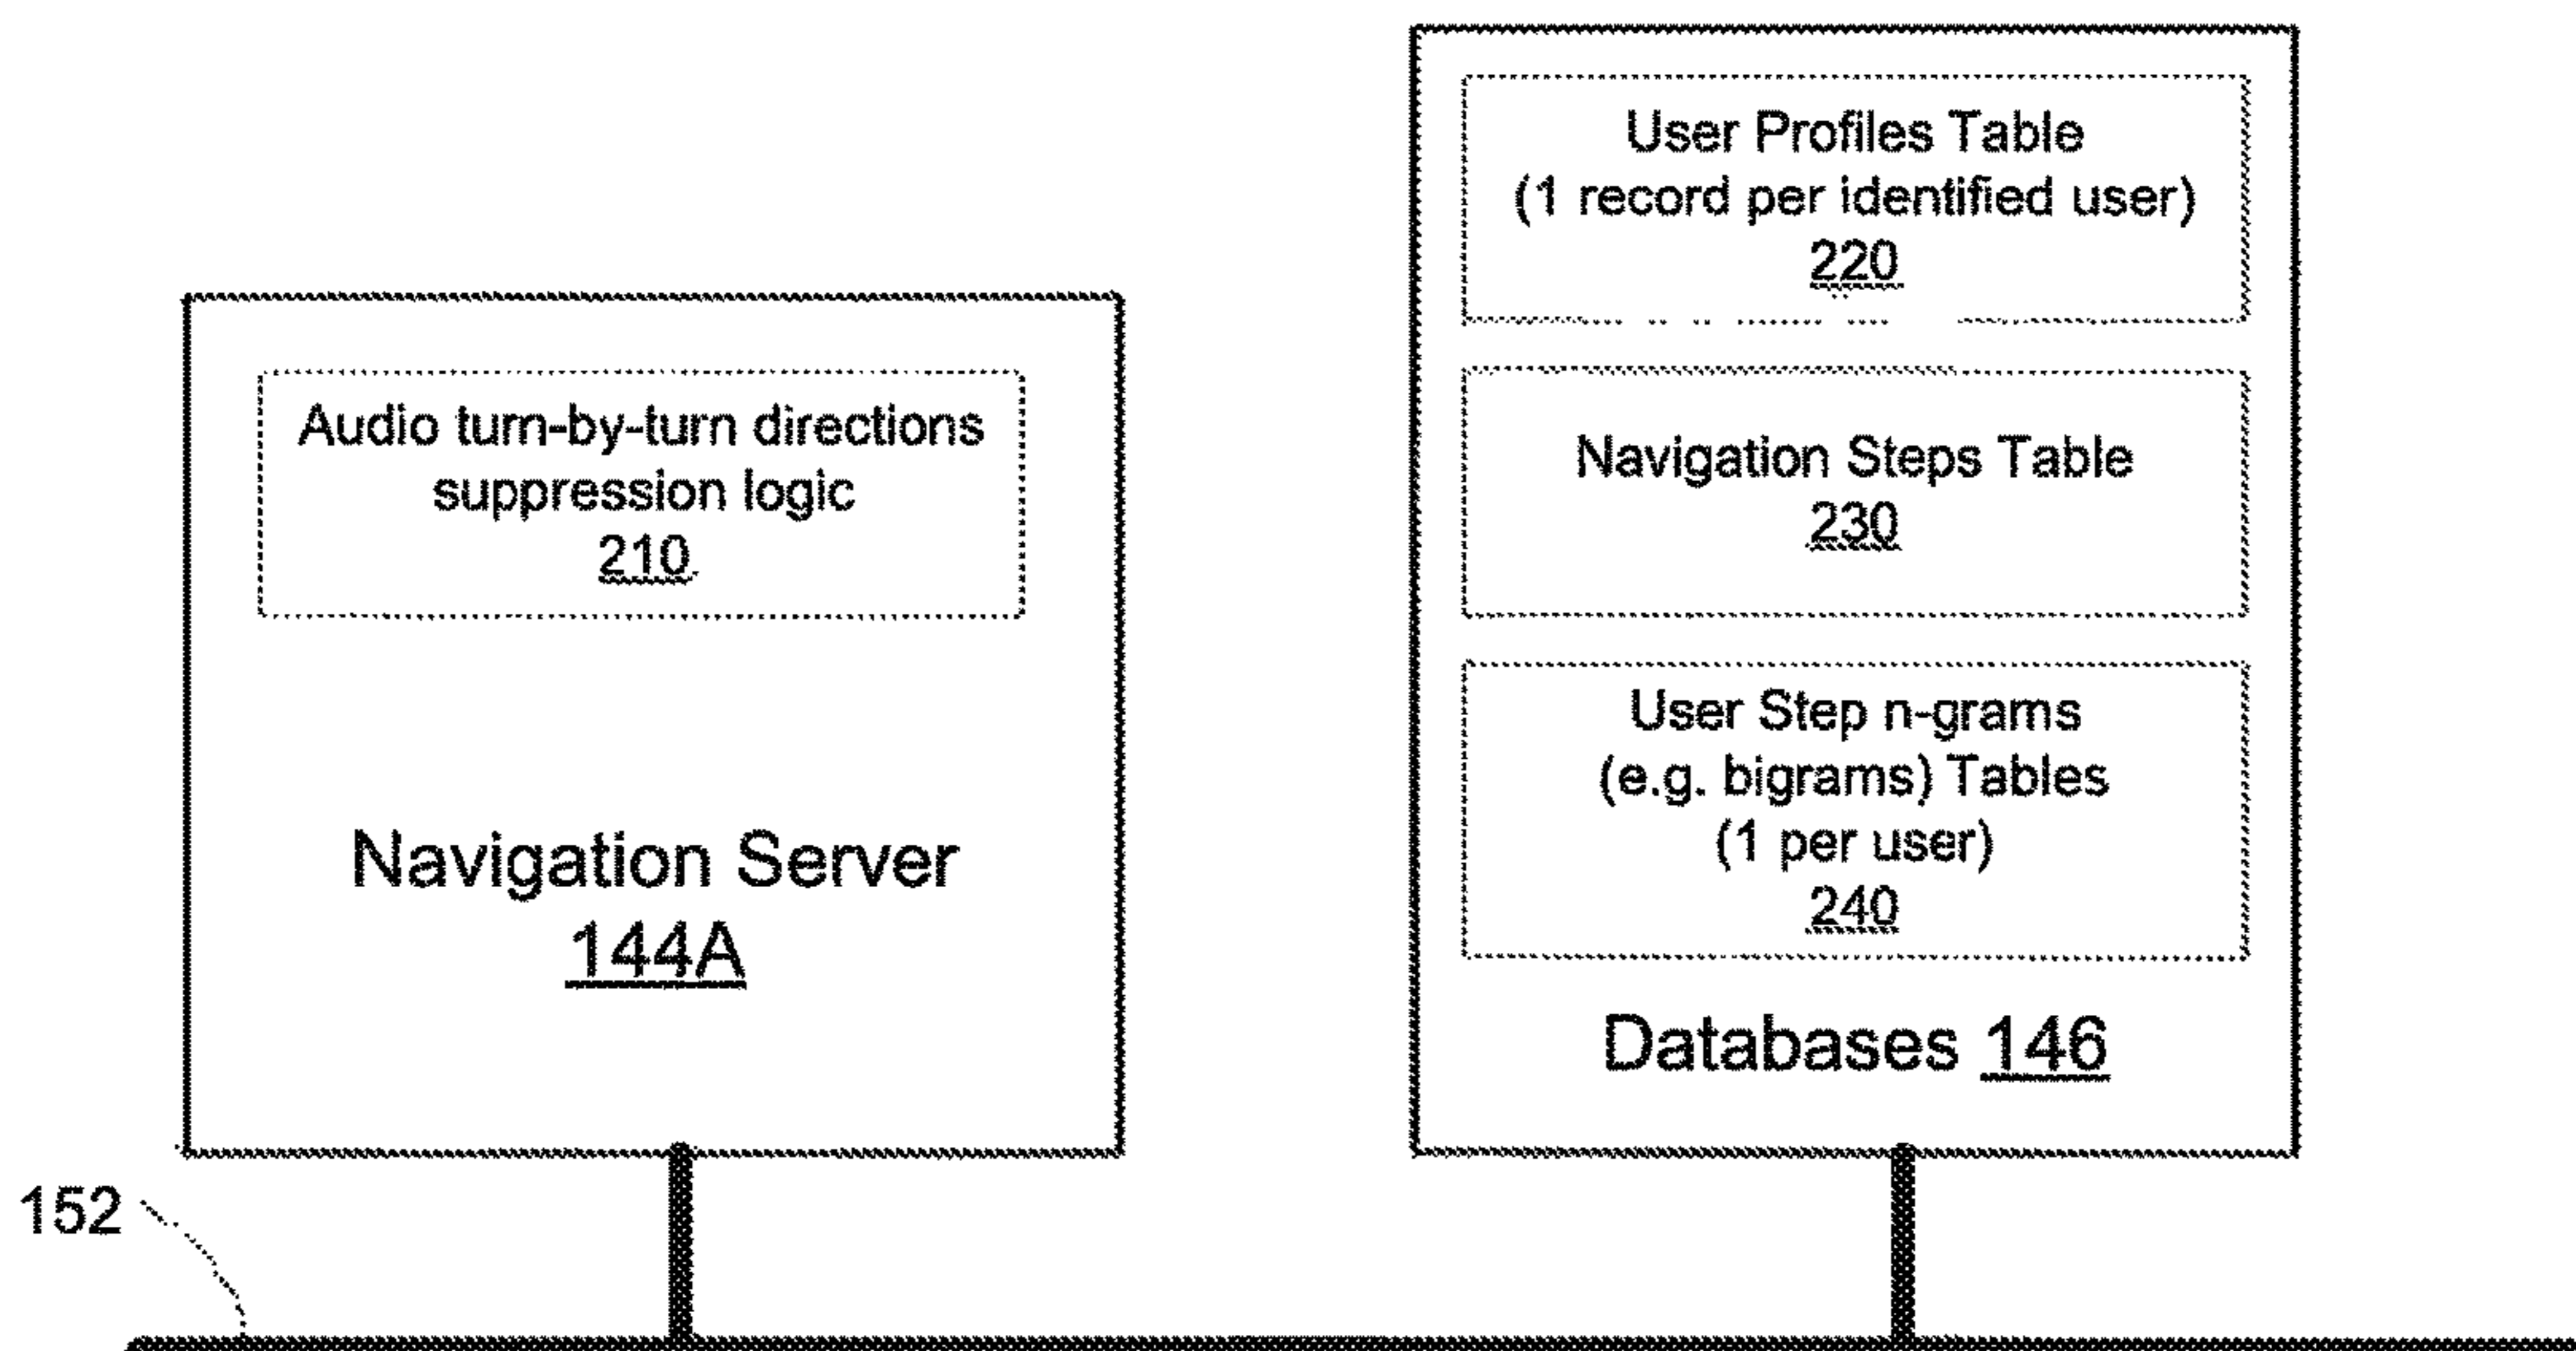 User Profiles Table
(1 record per identified user)
220
Audio turn-by-turn directions
suppression logic
210
Navigation Steps Table
230
User Step n-grams
(e.g. bigrams) Tables
(1 per user)
240
Navigation Server
144A
Databases 146
152